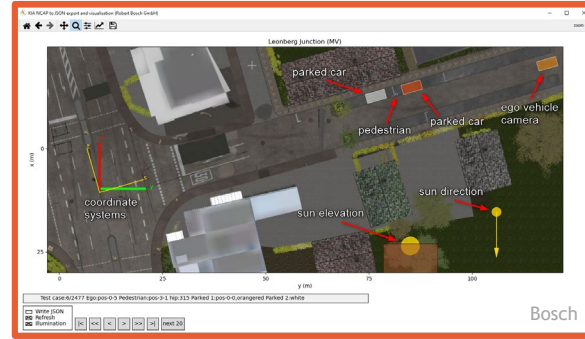 KIA NCAP to JSON export and visualisation (Robert Bosch GmbH)
zoom
Leonberg Junction (MV)
parked car
ego vehicle
camera
parked car
pedestrian
sun direction
coordinate
systems
sun elevation
x (m)
0
25
0
25
50
75
100
y (m)
Test case:6/2477 Ego:pos-0-5 Pedestrian:pos-3-1 hip:315 Parked 1:pos-0-0,orangered Parked 2:white
Write JSON
Refresh
Illumination
|< << < > >> >| next 20
Bosch